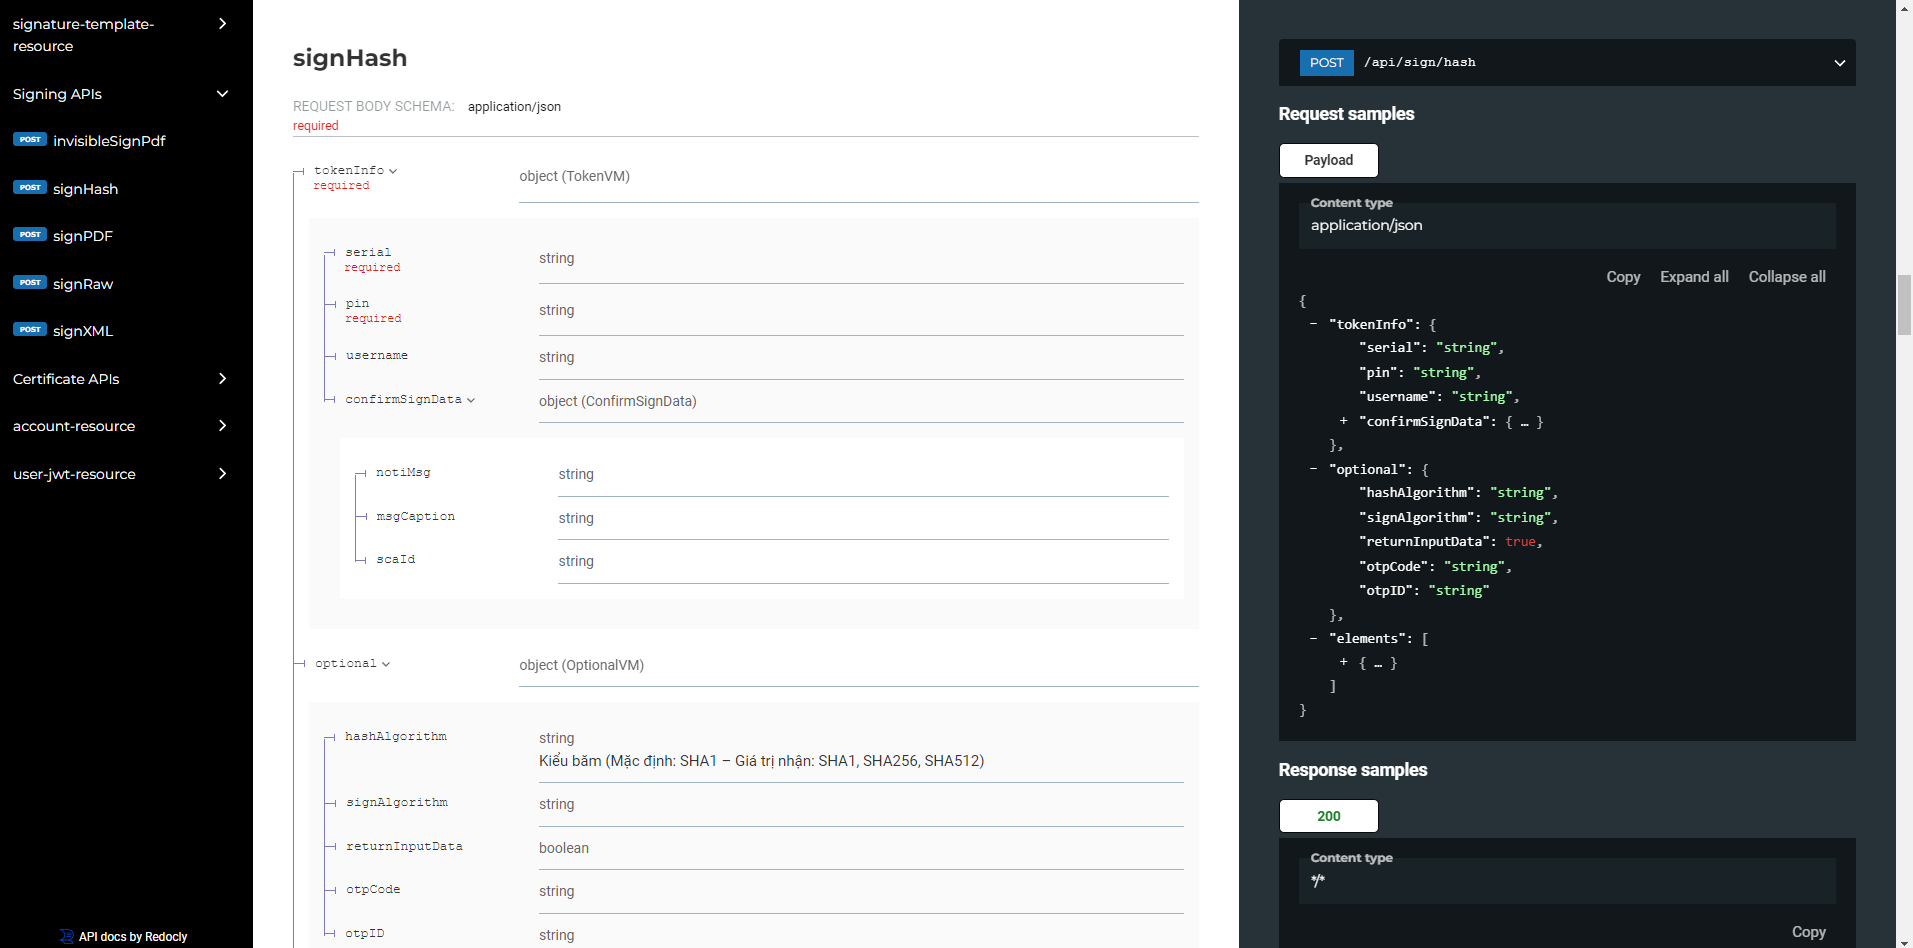 signature-template-
resource
Signing APIs
POST invisibleSignPdf
POST signHash
POST signPDF
POST signRaw
POST signXML
Certificate APIs
account-resource
user-jwt-resource
API docs by Redocly
signHash
REQUEST BODY SCHEMA: application/json
required
tokenInfo
required
object (TokenVM)
serial
required
string
pin
required
string
username
string
confirmSignData
object (ConfirmSignData)
notiMsg
string
msgCaption
string
scaId
string
optional
object (OptionalVM)
hashAlgorithm
string
Kiểu băm (Mặc định: SHA1 – Giá trị nhận: SHA1, SHA256, SHA512)
signAlgorithm
string
returnInputData
boolean
otpCode
string
otpID
string
POST /api/sign/hash
Request samples
Payload
Content type
application/json
Copy Expand all Collapse all
{
− "tokenInfo": {
"serial": "string",
"pin": "string",
"username": "string",
+ "confirmSignData": { … }
},
− "optional": {
"hashAlgorithm": "string",
"signAlgorithm": "string",
"returnInputData": true,
"otpCode": "string",
"otpID": "string"
},
− "elements": [
+ { … }
]
}
Response samples
200
Content type
*/*
Copy